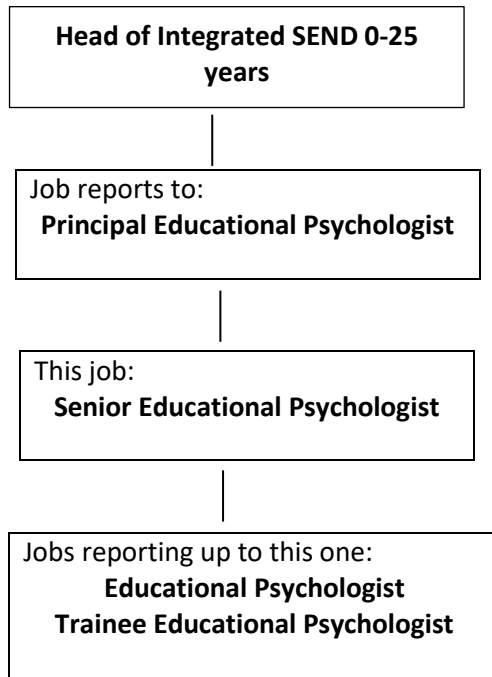 Head of Integrated SEND 0-25
years
Job reports to:
Principal Educational Psychologist
This job:
Senior Educational Psychologist
Jobs reporting up to this one:
Educational Psychologist
Trainee Educational Psychologist